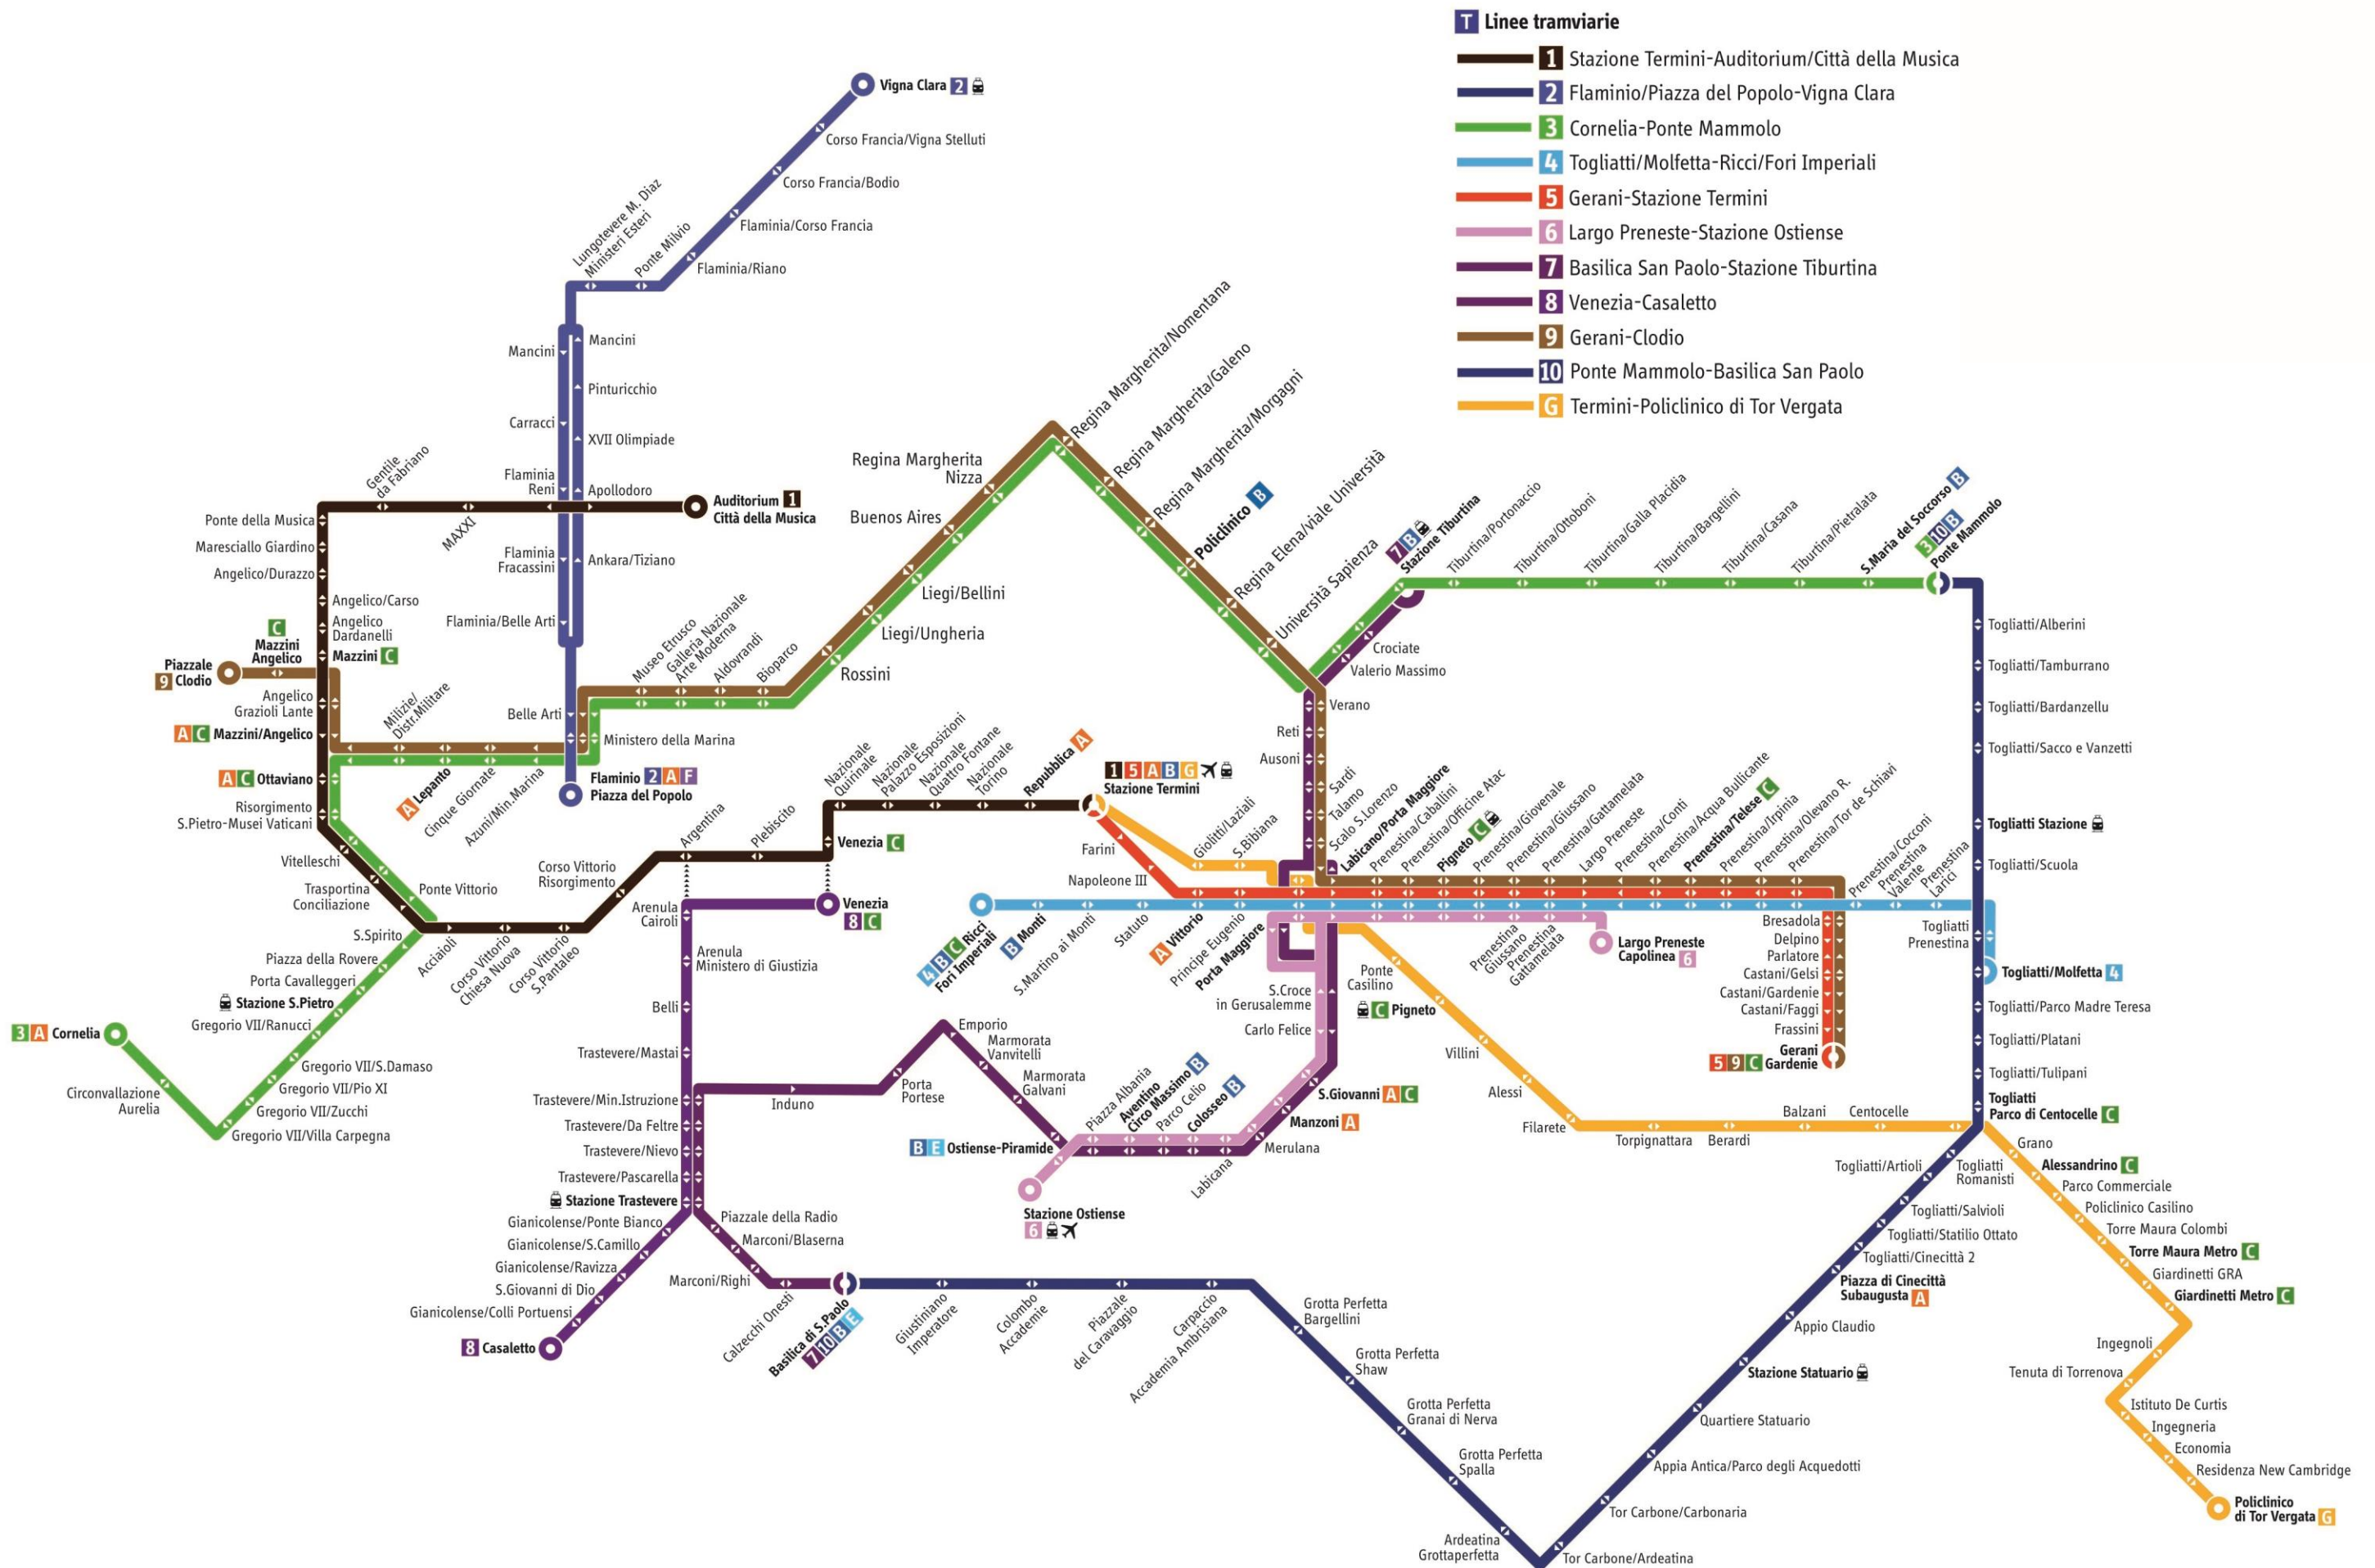 T Linee tramviarie
1 Stazione Termini-Auditorium/Città della Musica
2 Flaminio/Piazza del Popolo-Vigna Clara
3 Cornelia-Ponte Mammolo
4 Togliatti/Molfetta-Ricci/Fori Imperiali
5 Gerani-Stazione Termini
6 Largo Preneste-Stazione Ostiense
7 Basilica San Paolo-Stazione Tiburtina
8 Venezia-Casaletto
9 Gerani-Clodio
10 Ponte Mammolo-Basilica San Paolo
G Termini-Policlinico di Tor Vergata
Vigna Clara 2
Corso Francia/Vigna Stelluti
Corso Francia/Bodio
Flaminia/Corso Francia
Flaminia/Riano
Ponte Milvio
Lungotevere M. Diaz
Ministeri Esteri
Mancini
Mancini
Pinturicchio
Carracci
XVII Olimpiade
Flaminia
Reni
Apollodoro
Flaminia
Fracassini
Ankara/Tiziano
Flaminia/Belle Arti
Belle Arti
Ministero della Marina
Flaminio 2 A F
Piazza del Popolo
Auditorium 1
Città della Musica
MAXXI
Gentile
da Fabriano
Ponte della Musica
Maresciallo Giardino
Angelico/Durazzo
Angelico/Carso
Angelico
Dardanelli
Mazzini C
C
Mazzini
Angelico
Piazzale
9 Clodio
Angelico
Grazioli Lante
A C Mazzini/Angelico
A C Ottaviano
Risorgimento
S.Pietro-Musei Vaticani
Vitelleschi
Trasportina
Conciliazione
Ponte Vittorio
S.Spirito
Piazza della Rovere
Porta Cavalleggeri
Stazione S.Pietro
Gregorio VII/Ranucci
Gregorio VII/S.Damaso
Gregorio VII/Pio XI
Gregorio VII/Zucchi
Gregorio VII/Villa Carpegna
Circonvallazione
Aurelia
3 A Cornelia
Milizie/
Distr.Militare
A Lepanto
Cinque Giornate
Azuni/Min.Marina
Museo Etrusco
Galleria Nazionale
Arte Moderna
Aldovrandi
Bioparco
Rossini
Liegi/Ungheria
Liegi/Bellini
Buenos Aires
Regina Margherita
Nizza
Regina Margherita/Nomentana
Regina Margherita/Galeno
Regina Margherita/Morgagni
Policlinico B
Regina Elena/viale Università
Università Sapienza
7 B
Stazione Tiburtina
Crociate
Valerio Massimo
Tiburtina/Portonaccio
Tiburtina/Ottoboni
Tiburtina/Galla Placidia
Tiburtina/Bargellini
Tiburtina/Casana
Tiburtina/Pietralata
S.Maria del Soccorso B
3 10 B
Ponte Mammolo
Togliatti/Alberini
Togliatti/Tamburrano
Togliatti/Bardanzellu
Togliatti/Sacco e Vanzetti
Togliatti Stazione
Togliatti/Scuola
Togliatti
Prenestina
Togliatti/Molfetta 4
Togliatti/Parco Madre Teresa
Togliatti/Platani
Togliatti/Tulipani
Togliatti
Parco di Centocelle C
Acciaioli
Corso Vittorio
Chiesa Nuova
Corso Vittorio
S.Pantaleo
Corso Vittorio
Risorgimento
Argentina
Plebiscito
Venezia C
Nazionale
Quirinale
Nazionale
Palazzo Esposizioni
Nazionale
Quattro Fontane
Nazionale
Torino
Repubblica A
1 5 A B G
Stazione Termini
Farini
Napoleone III
Giolitti/Laziali
S.Bibiana
Verano
Reti
Ausoni
Sardi
Talamo
Scalo S.Lorenzo
Labicano/Porta Maggiore
Prenestina/Caballini
Prenestina/Officine Atac
Pigneto C
Prenestina/Giovenale
Prenestina/Giussano
Prenestina/Gattamelata
Largo Preneste
Prenestina/Conti
Prenestina/Acqua Bullicante
Prenestina/Telese C
Prenestina/Irpinia
Prenestina/Olevano R.
Prenestina/Tor de Schiavi
Prenestina/Cocconi
Prenestina
Valente
Prenestina
Larici
4 B C Ricci
Fori Imperiali
B Monti
S.Martino ai Monti
Statuto
A Vittorio
Principe Eugenio
Porta Maggiore
Prenestina
Giussano
Prenestina
Gattamelata
Largo Preneste
Capolinea 6
Bresadola
Delpino
Parlatore
Castani/Gelsi
Castani/Gardenie
Castani/Faggi
Frassini
Gerani
5 9 C Gardenie
Venezia
8 C
Arenula
Cairoli
Arenula
Ministero di Giustizia
Belli
Trastevere/Mastai
Trastevere/Min.Istruzione
Trastevere/Da Feltre
Trastevere/Nievo
Trastevere/Pascarella
Stazione Trastevere
Gianicolense/Ponte Bianco
Gianicolense/S.Camillo
Gianicolense/Ravizza
S.Giovanni di Dio
Gianicolense/Colli Portuensi
8 Casaletto
Induno
Porta
Portese
Emporio
Marmorata
Vanvitelli
Marmorata
Galvani
B E Ostiense-Piramide
Stazione Ostiense
6
Piazza Albania
Aventino
Circo Massimo B
Parco Celio
Colosseo B
Labicana
Merulana
Manzoni A
S.Giovanni A C
Carlo Felice
S.Croce
in Gerusalemme
Ponte
Casilino
C Pigneto
Villini
Alessi
Filarete
Torpignattara
Berardi
Balzani
Centocelle
Grano
Alessandrino C
Parco Commerciale
Policlinico Casilino
Torre Maura Colombi
Torre Maura Metro C
Giardinetti GRA
Giardinetti Metro C
Ingegnoli
Tenuta di Torrenova
Istituto De Curtis
Ingegneria
Economia
Residenza New Cambridge
Policlinico
di Tor Vergata G
Piazzale della Radio
Marconi/Blaserna
Marconi/Righi
Calzecchi Onesti
Basilica di S.Paolo
7 10 B E
Giustiniano
Imperatore
Colombo
Accademie
Piazzale
del Caravaggio
Carpaccio
Accademia Ambrisiana
Grotta Perfetta
Bargellini
Grotta Perfetta
Shaw
Grotta Perfetta
Granai di Nerva
Grotta Perfetta
Spalla
Ardeatina
Grottaperfetta
Tor Carbone/Ardeatina
Tor Carbone/Carbonaria
Appia Antica/Parco degli Acquedotti
Quartiere Statuario
Stazione Statuario
Appio Claudio
Piazza di Cinecittà
Subaugusta A
Togliatti/Cinecittà 2
Togliatti/Statilio Ottato
Togliatti/Salvioli
Togliatti/Artioli
Togliatti
Romanisti